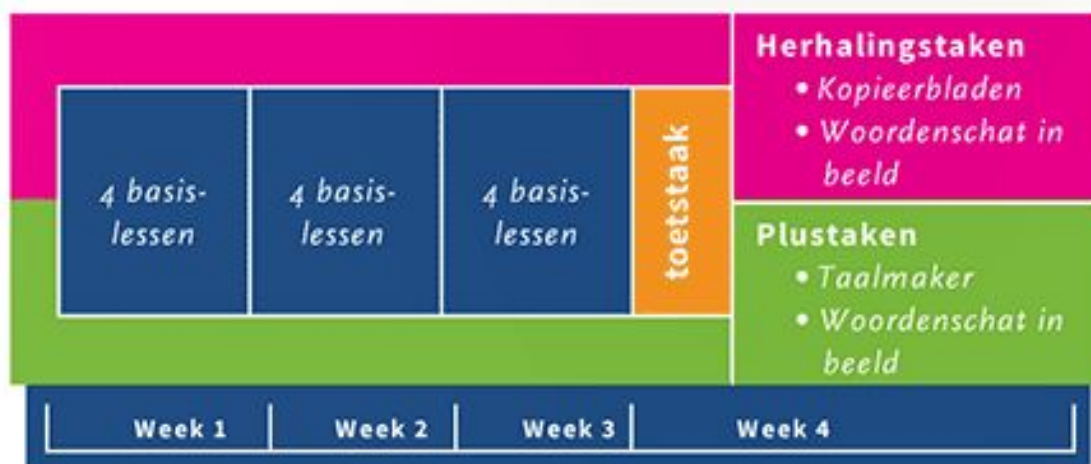 4 basis-
lessen
4 basis-
lessen
4 basis-
lessen
toetstaak
Herhalingstaken
• Kopieerbladen
• Woordenschat in
beeld
Plustaken
• Taalmaker
• Woordenschat in
beeld
Week 1
Week 2
Week 3
Week 4